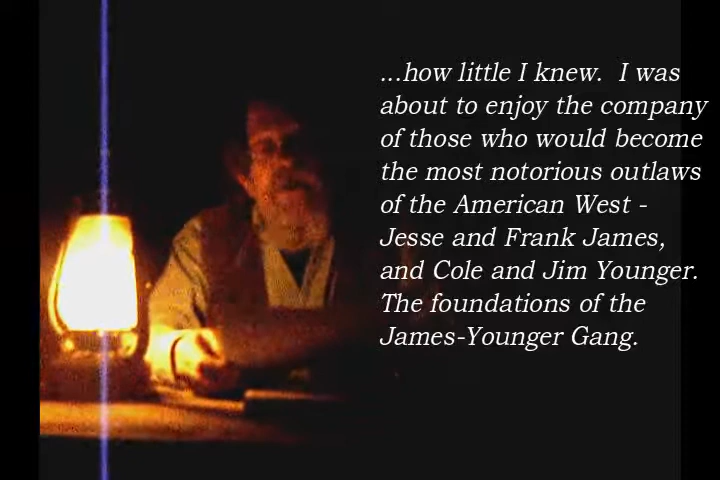 ...how little I knew.  I was
about to enjoy the company
of those who would become
the most notorious outlaws
of the American West -
Jesse and Frank James,
and Cole and Jim Younger.
The foundations of the
James-Younger Gang.